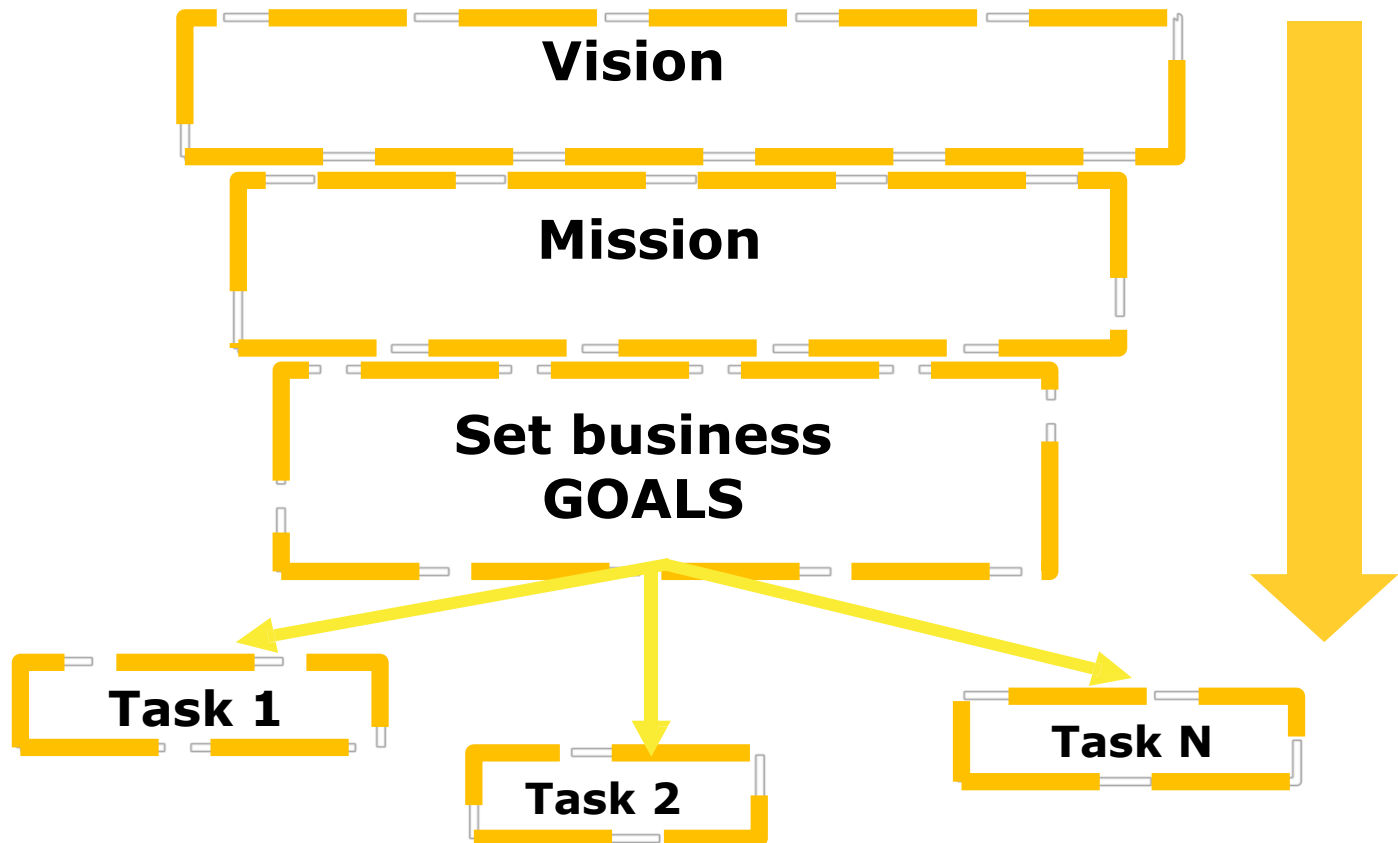 Vision
Mission
Set business
GOALS
Task 1
Task 2
Task N